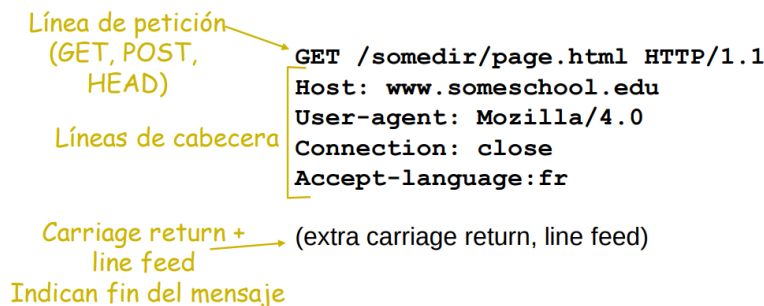 Línea de petición
(GET, POST,
HEAD)
GET /somedir/page.html HTTP/1.1
Host: www.someschool.edu
User-agent: Mozilla/4.0
Connection: close
Accept-language:fr
Líneas de cabecera
Carriage return +
line feed
Indican fin del mensaje
(extra carriage return, line feed)